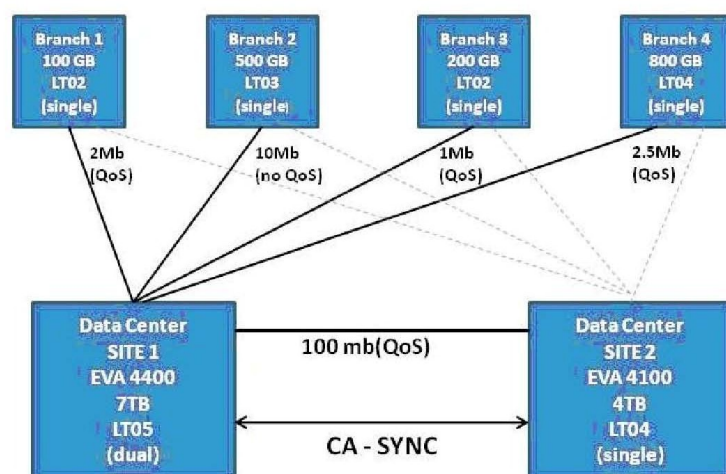 Branch 1
100 GB
LT02
(single)
Branch 2
500 GB
LT03
(single)
Branch 3
200 GB
LT02
(single)
Branch 4
800 GB
LT04
(single)
2Mb
(QoS)
10Mb
(no QoS)
1Mb
(QoS)
2.5Mb
(QoS)
Data Center
SITE 1
EVA 4400
7TB
LT05
(dual)
100 mb(QoS)
CA - SYNC
Data Center
SITE 2
EVA 4100
4TB
LT04
(single)